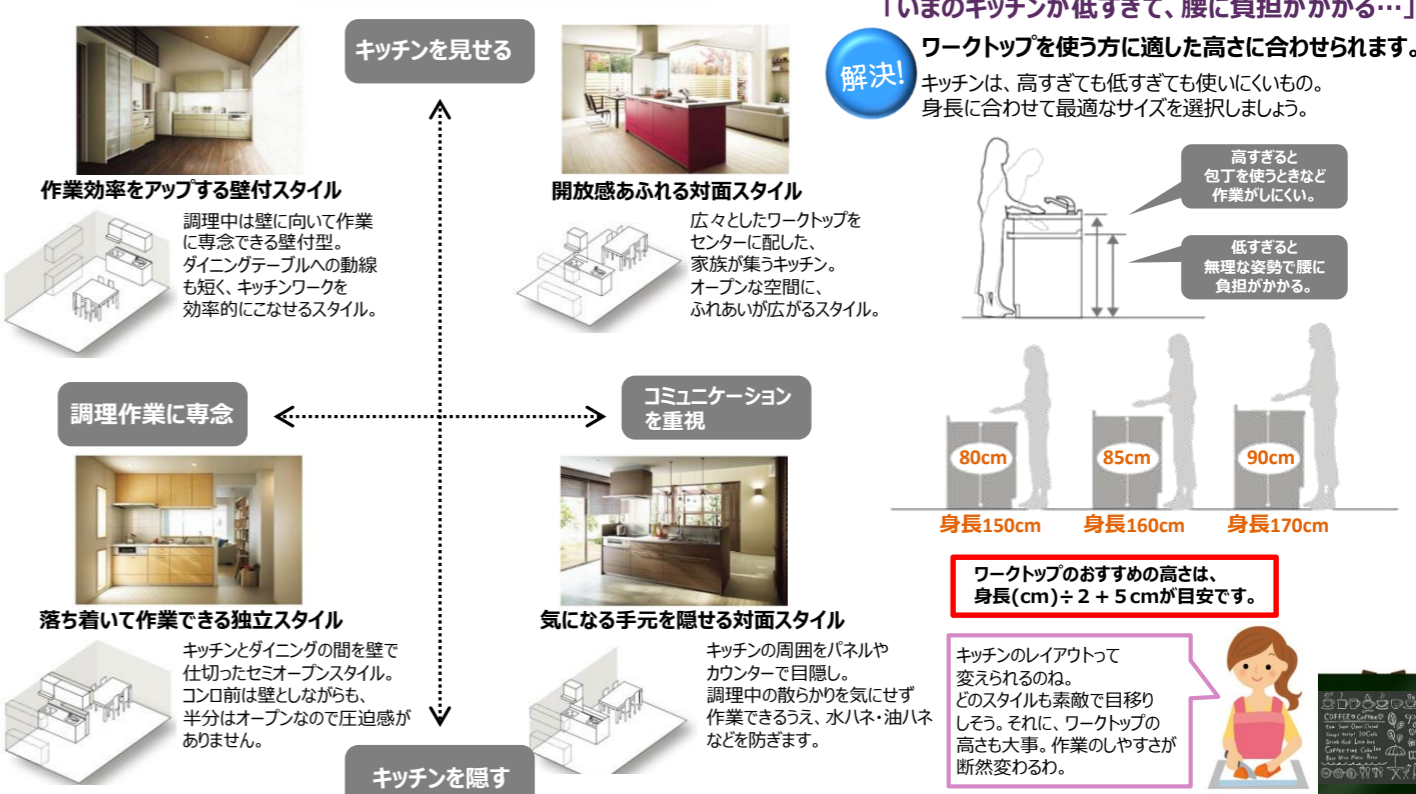 キッチンを見せる
作業効率をアップする壁付スタイル
調理中は壁に向いて作業
に専念できる壁付型。
ダイニングテーブルへの動線
も短く、キッチンワークを
効率的にこなせるスタイル。
開放感あふれる対面スタイル
広々としたワークトップを
センターに配した、
家族が集うキッチン。
オープンな空間に、
ふれあいが広がるスタイル。
調理作業に専念
コミュニケーション
を重視
落ち着いて作業できる独立スタイル
キッチンとダイニングの間を壁で
仕切ったセミオープンスタイル。
コンロ前は壁としながらも、
半分はオープンなので圧迫感が
ありません。
気になる手元を隠せる対面スタイル
キッチンの周囲をパネルや
カウンターで目隠し。
調理中の散らかりを気にせず
作業できるうえ、水ハネ・油ハネ
などを防ぎます。
キッチンを隠す
「いまのキッチンが低すぎて、腰に負担がかかる…」
解決!
ワークトップを使う方に適した高さに合わせられます。
キッチンは、高すぎても低すぎても使いにくいもの。
身長に合わせて最適なサイズを選択しましょう。
高すぎると
包丁を使うときなど
作業がしにくい。
低すぎると
無理な姿勢で腰に
負担がかかる。
80cm
85cm
90cm
身長150cm
身長160cm
身長170cm
ワークトップのおすすめの高さは、
身長(cm)÷2+5cmが目安です。
キッチンのレイアウトって
変えられるのね。
どのスタイルも素敵で目移り
しそう。それに、ワークトップの
高さも大事。作業のしやすさが
断然変わるわ。
COFFEE Coffee